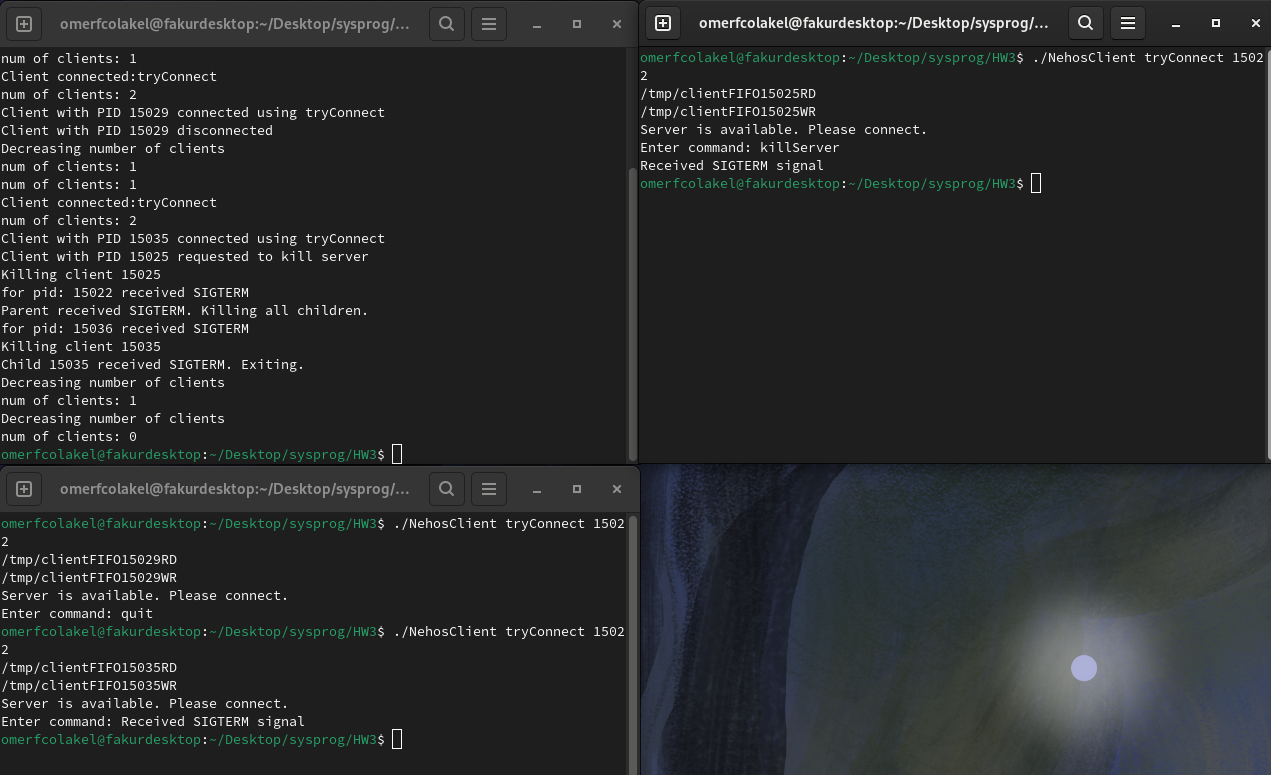 omerfcolakel@fakurdesktop:~/Desktop/sysprog/...
num of clients: 1
Client connected:tryConnect
num of clients: 2
Client with PID 15029 connected using tryConnect
Client with PID 15029 disconnected
Decreasing number of clients
num of clients: 1
num of clients: 1
Client connected:tryConnect
num of clients: 2
Client with PID 15035 connected using tryConnect
Client with PID 15025 requested to kill server
Killing client 15025
for pid: 15022 received SIGTERM
Parent received SIGTERM. Killing all children.
for pid: 15036 received SIGTERM
Killing client 15035
Child 15035 received SIGTERM. Exiting.
Decreasing number of clients
num of clients: 1
Decreasing number of clients
num of clients: 0
omerfcolakel@fakurdesktop:~/Desktop/sysprog/HW3$
omerfcolakel@fakurdesktop:~/Desktop/sysprog/...
omerfcolakel@fakurdesktop:~/Desktop/sysprog/HW3$ ./NehosClient tryConnect 1502
2
/tmp/clientFIFO15025RD
/tmp/clientFIFO15025WR
Server is available. Please connect.
Enter command: killServer
Received SIGTERM signal
omerfcolakel@fakurdesktop:~/Desktop/sysprog/HW3$
omerfcolakel@fakurdesktop:~/Desktop/sysprog/...
omerfcolakel@fakurdesktop:~/Desktop/sysprog/HW3$ ./NehosClient tryConnect 1502
2
/tmp/clientFIFO15029RD
/tmp/clientFIFO15029WR
Server is available. Please connect.
Enter command: quit
omerfcolakel@fakurdesktop:~/Desktop/sysprog/HW3$ ./NehosClient tryConnect 1502
2
/tmp/clientFIFO15035RD
/tmp/clientFIFO15035WR
Server is available. Please connect.
Enter command: Received SIGTERM signal
omerfcolakel@fakurdesktop:~/Desktop/sysprog/HW3$